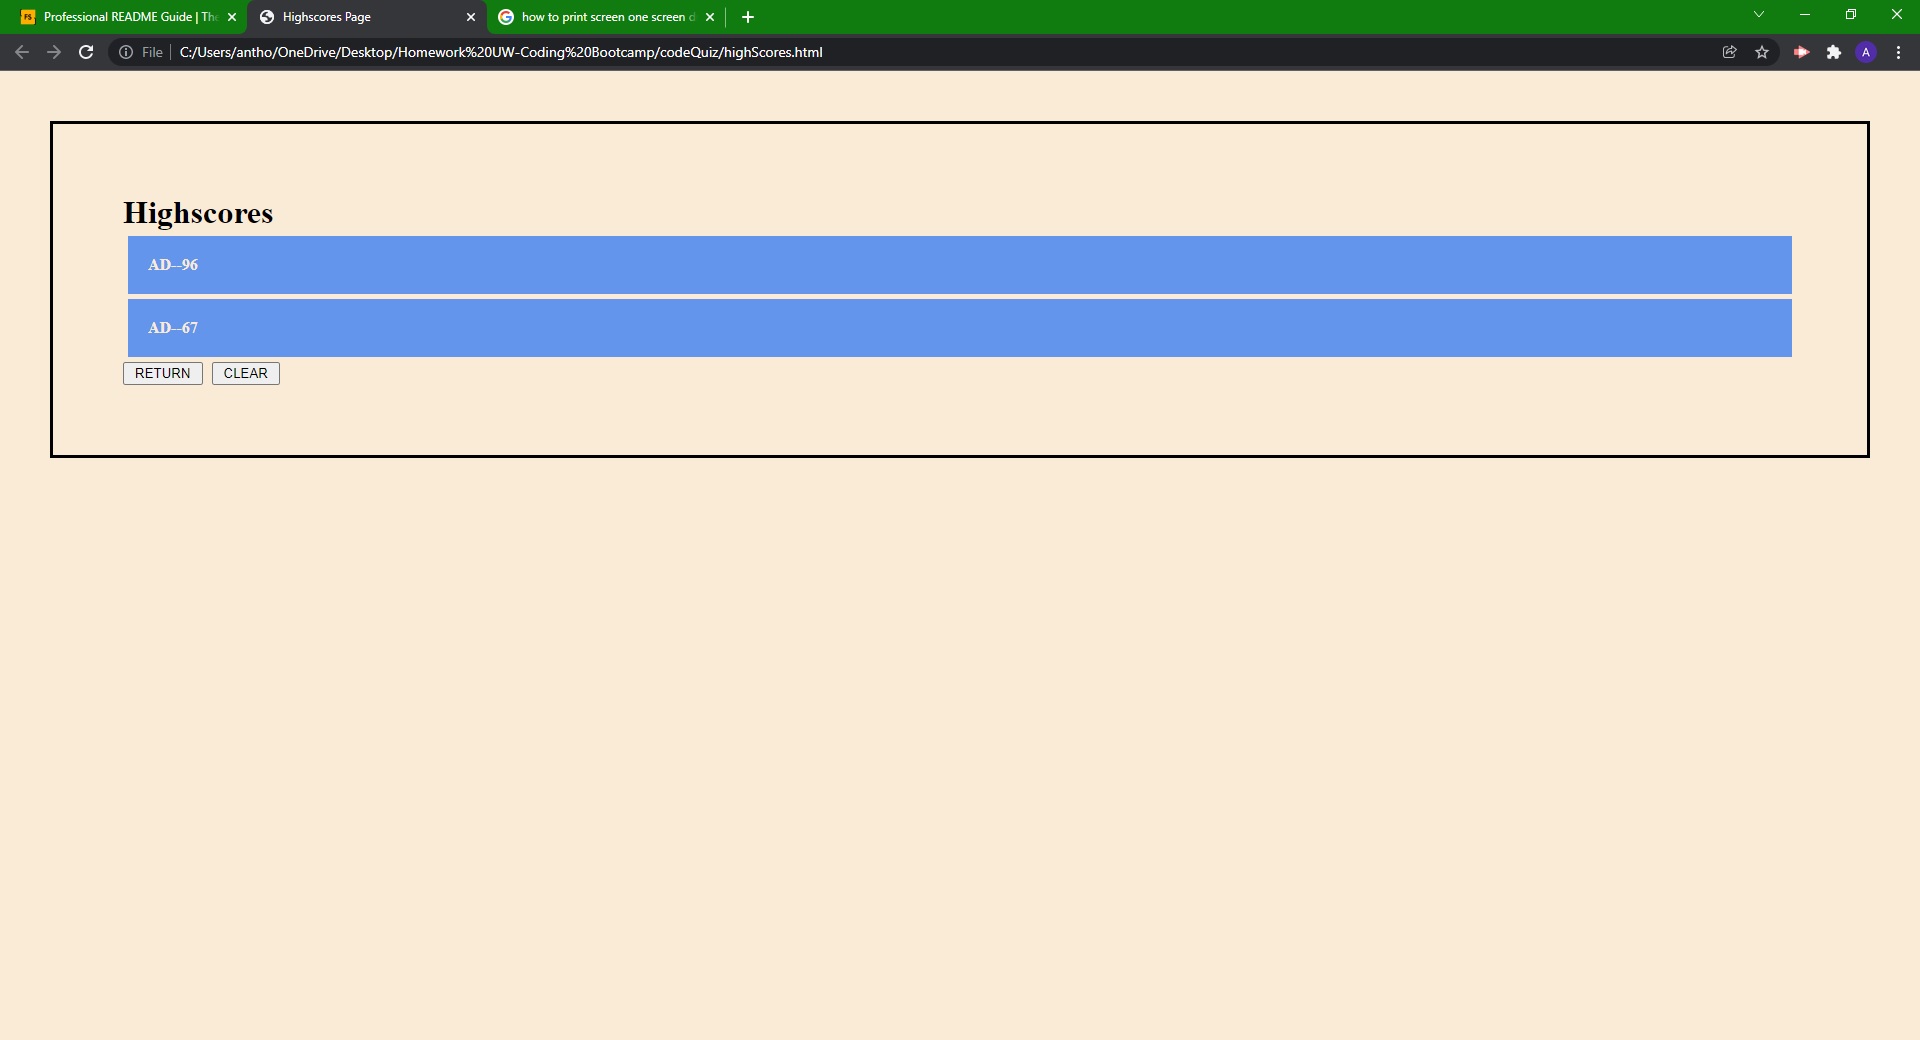 Professional README Guide | The
Highscores Page
how to print screen one screen d
File
C:/Users/antho/OneDrive/Desktop/Homework%20UW-Coding%20Bootcamp/codeQuiz/highScores.html
A
Highscores
AD--96
AD--67
RETURN CLEAR